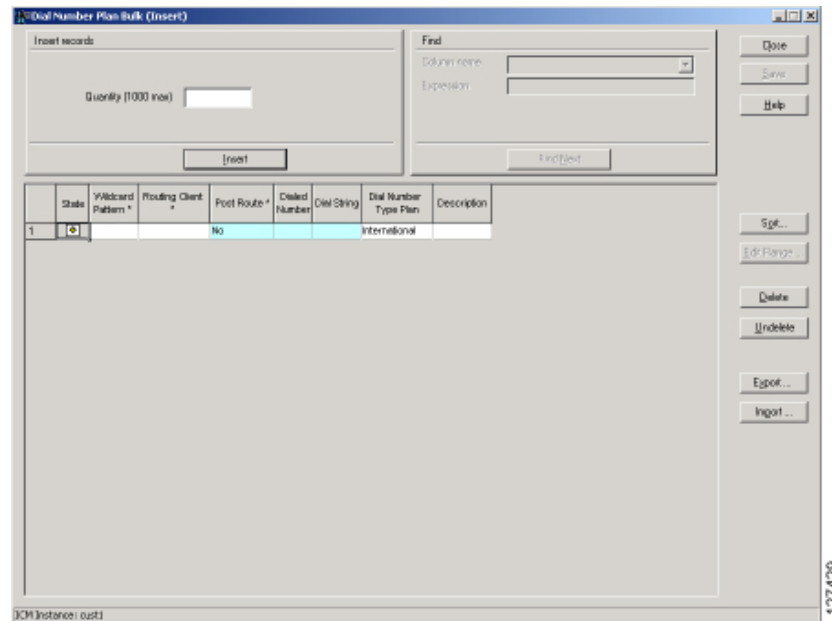 Dial Number Plan Bulk (Insert)
Insert records
Quantity (1000 max)
Insert
Find
Column name
Expression
Find Next
Close
Save
Help
State
Wildcard Pattern *
Routing Client *
Post Route *
Dialed Number
Dial String
Dial Number Type Plan
Description
1
No
International
Sort...
Edit Range...
Delete
Undelete
Export...
Import...
ICM Instance: cust1
127429